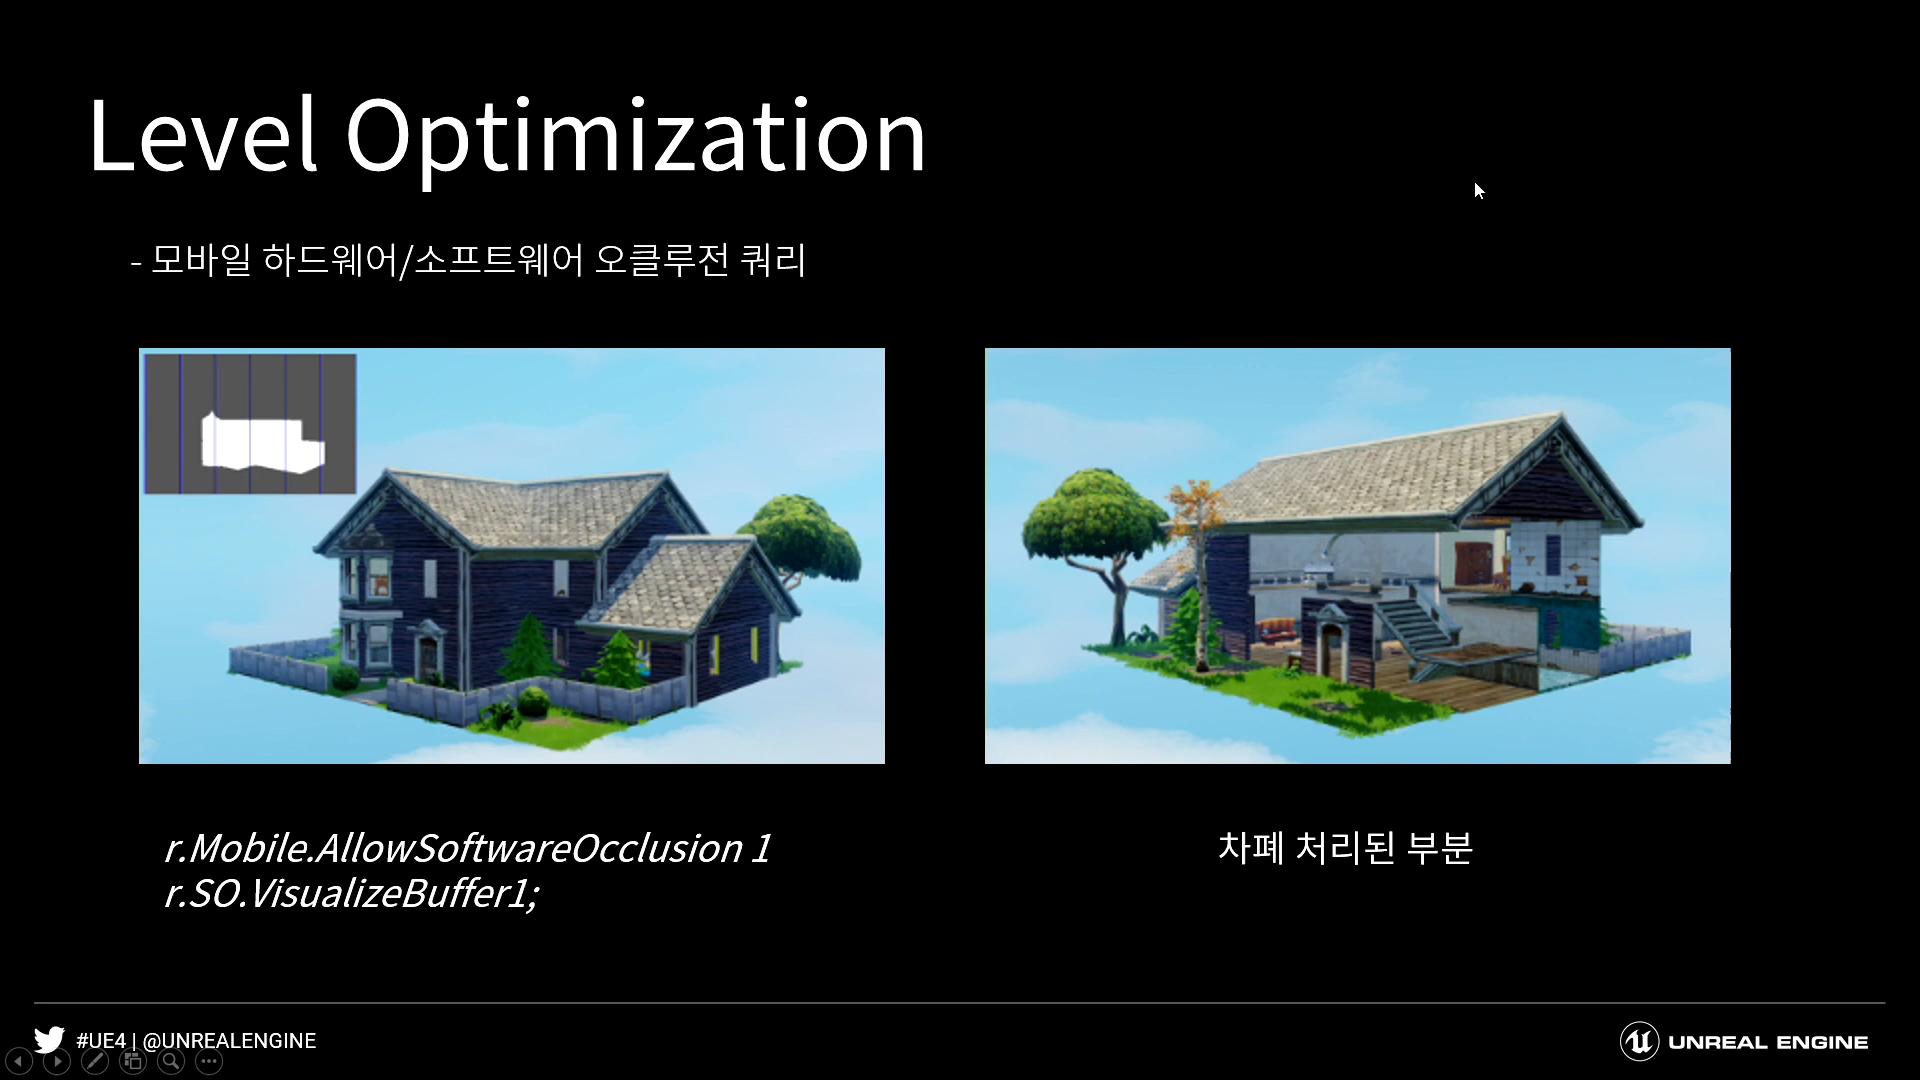 Level Optimization
- 모바일 하드웨어/소프트웨어 오클루전 쿼리
r.Mobile.AllowSoftwareOcclusion 1
r.SO.VisualizeBuffer1;
차폐 처리된 부분
#UE4 | @UNREALENGINE
UNREAL ENGINE